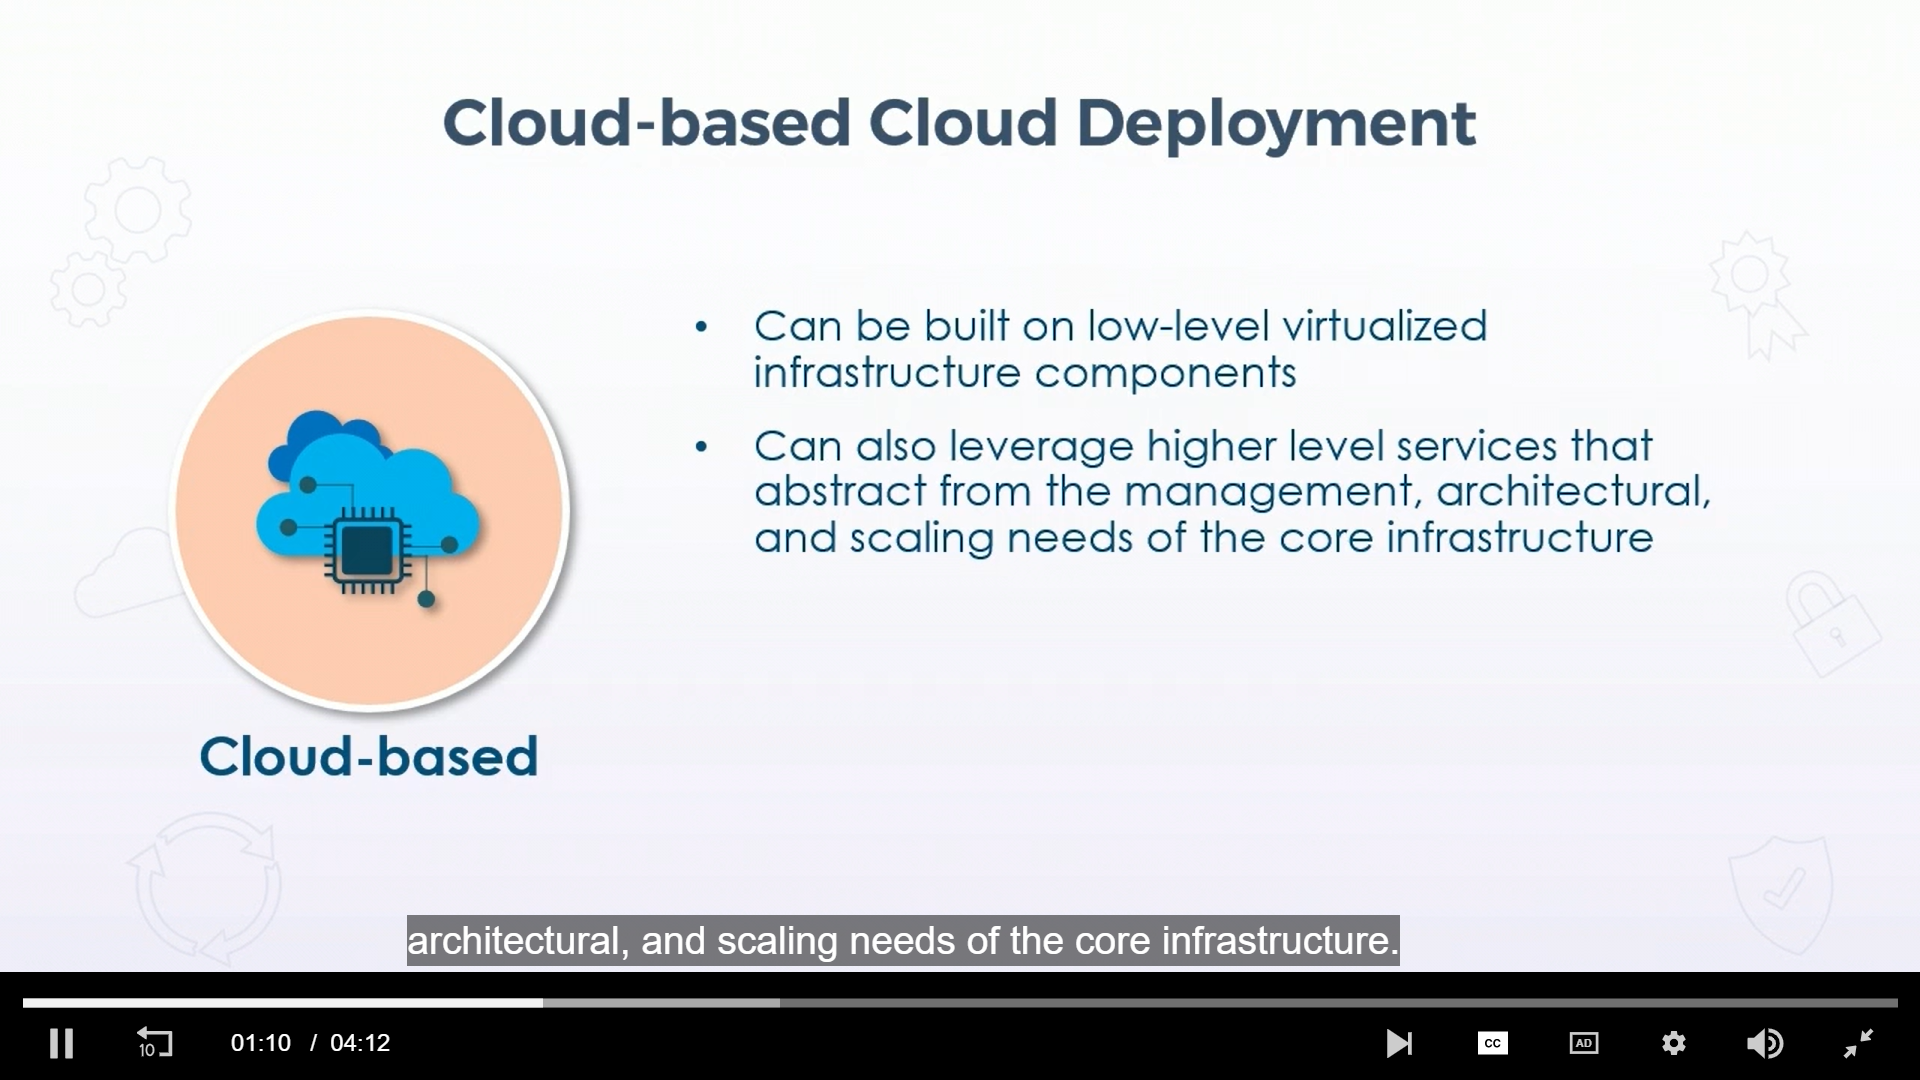 Cloud-based Cloud Deployment
• Can be built on low-level virtualized
infrastructure components
• Can also leverage higher level services that
abstract from the management, architectural,
and scaling needs of the core infrastructure
Cloud-based
architectural, and scaling needs of the core infrastructure.
10
01:10 / 04:12
CC
AD